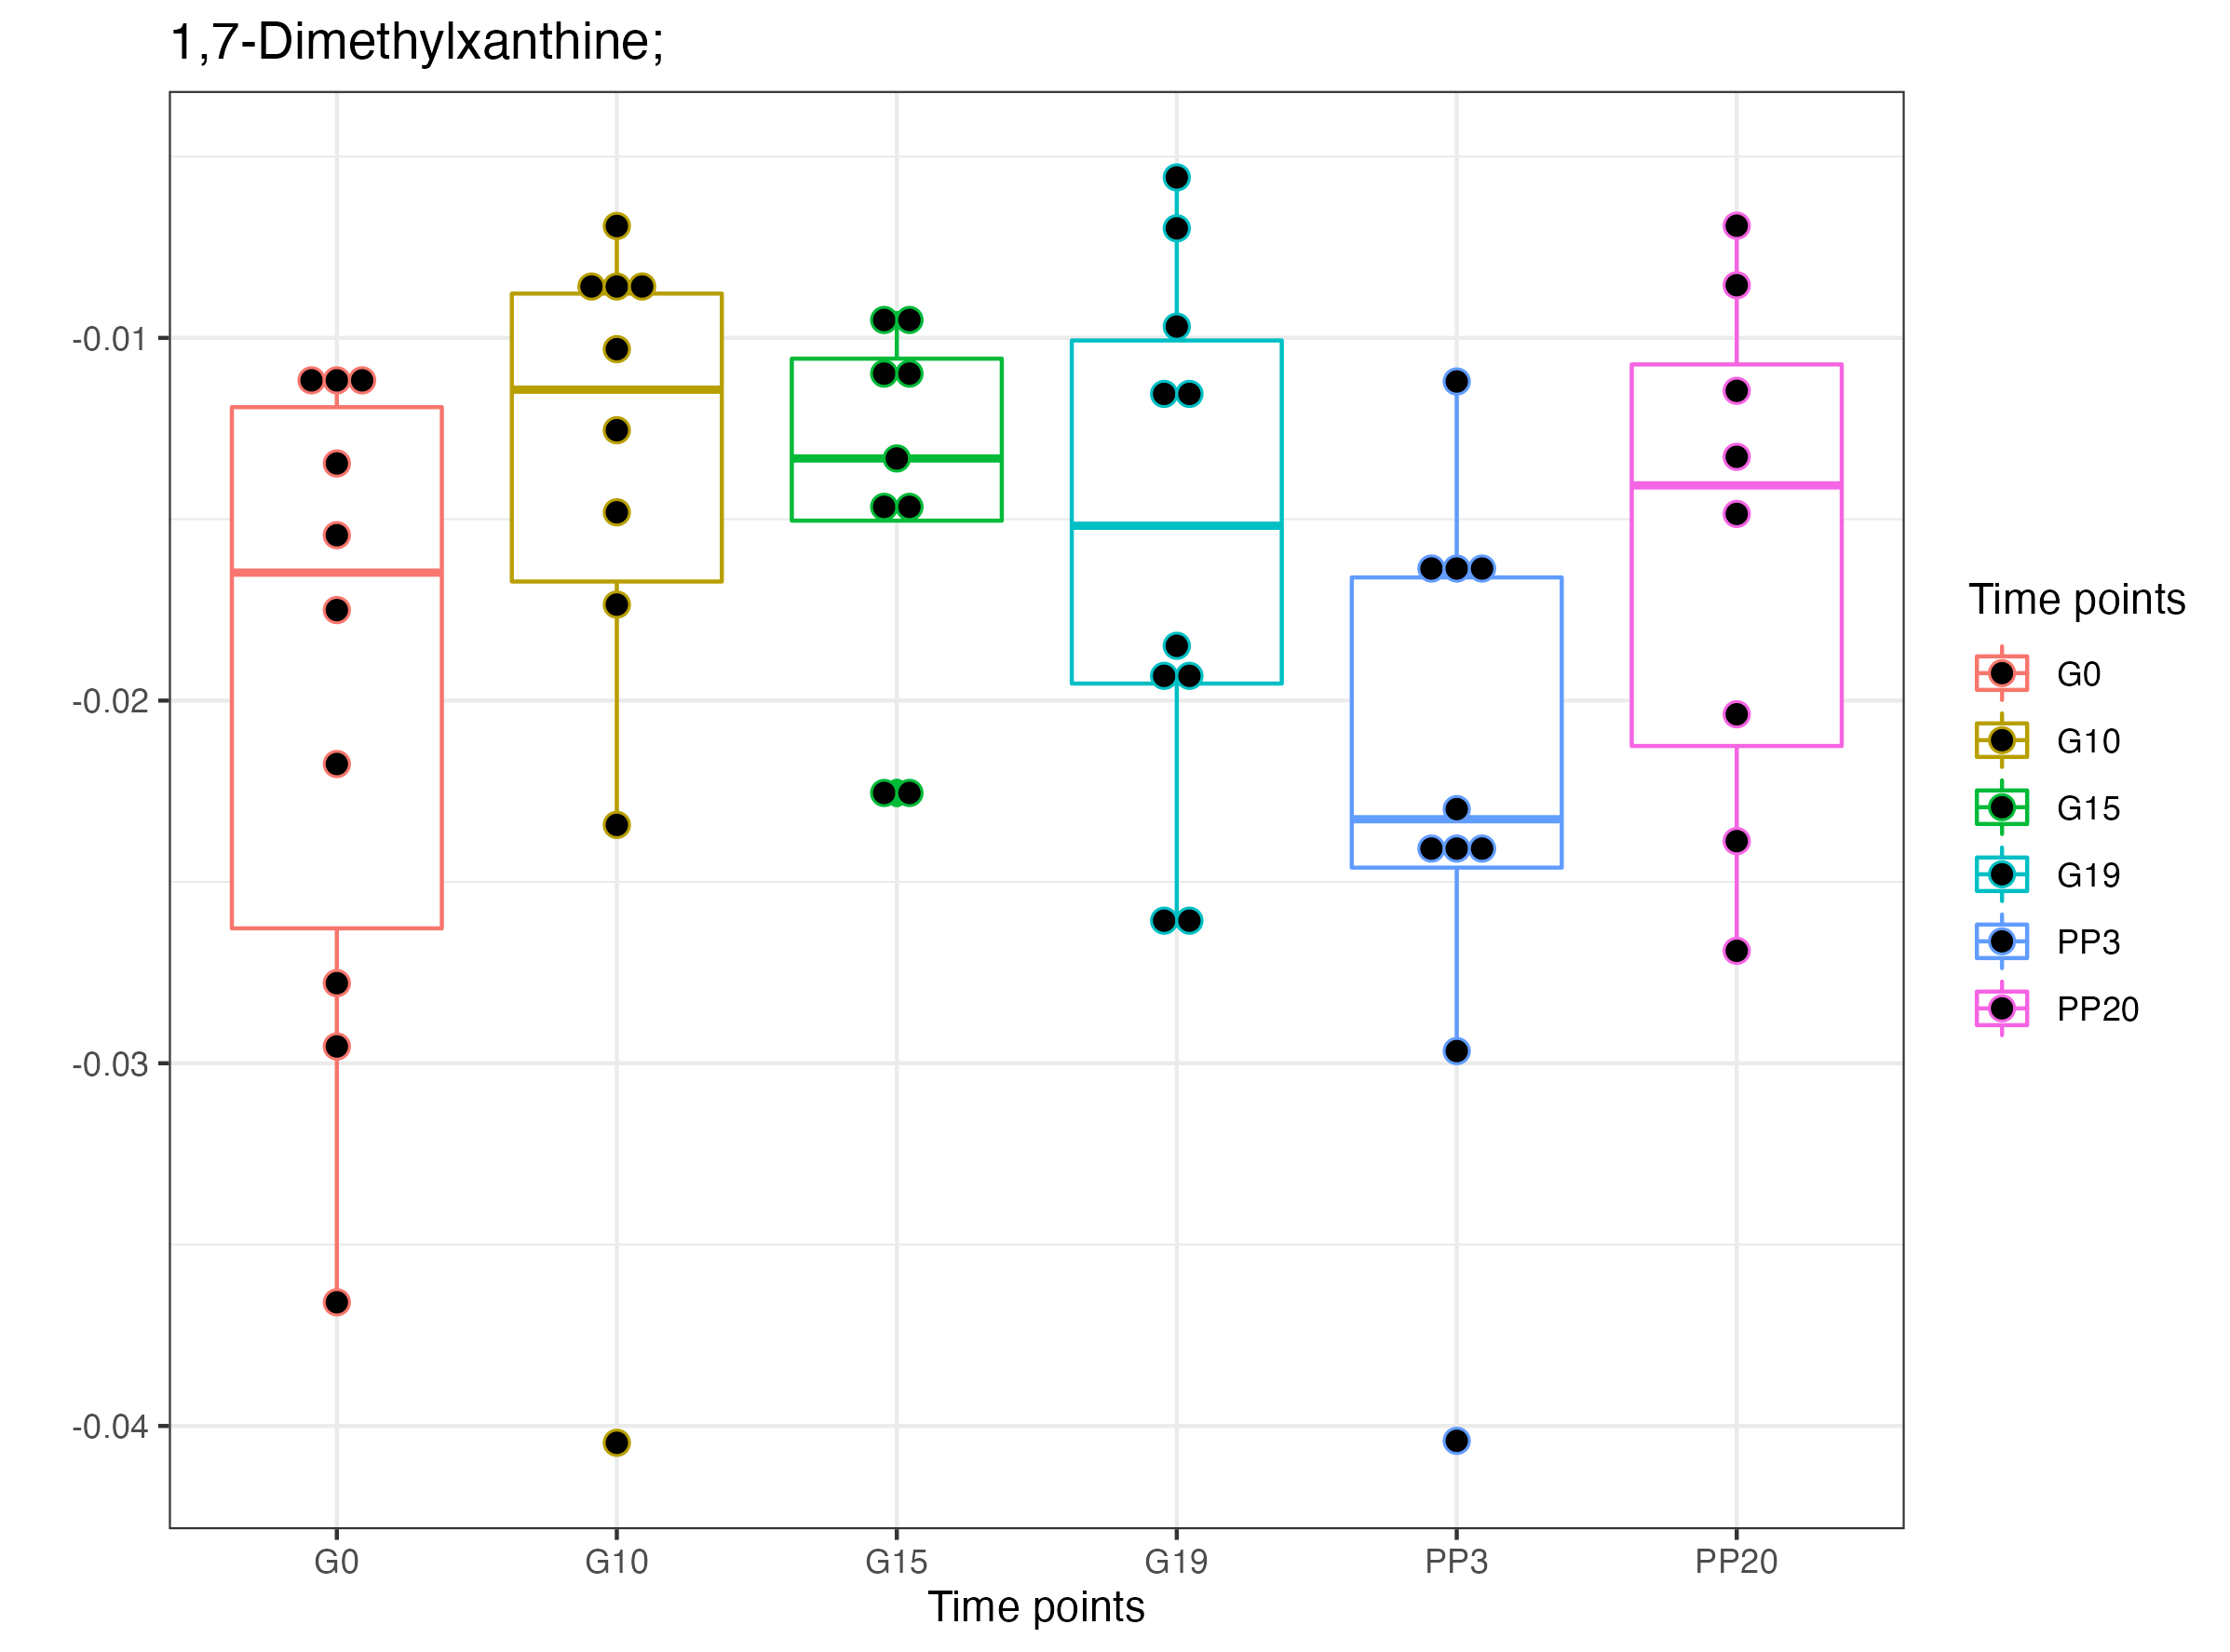 1,7-Dimethylxanthine;
-0.01
-0.02
-0.03
-0.04
G0 G10 G15 G19 PP3 PP20
Time points
Time points
G0
G10
G15
G19
PP3
PP20